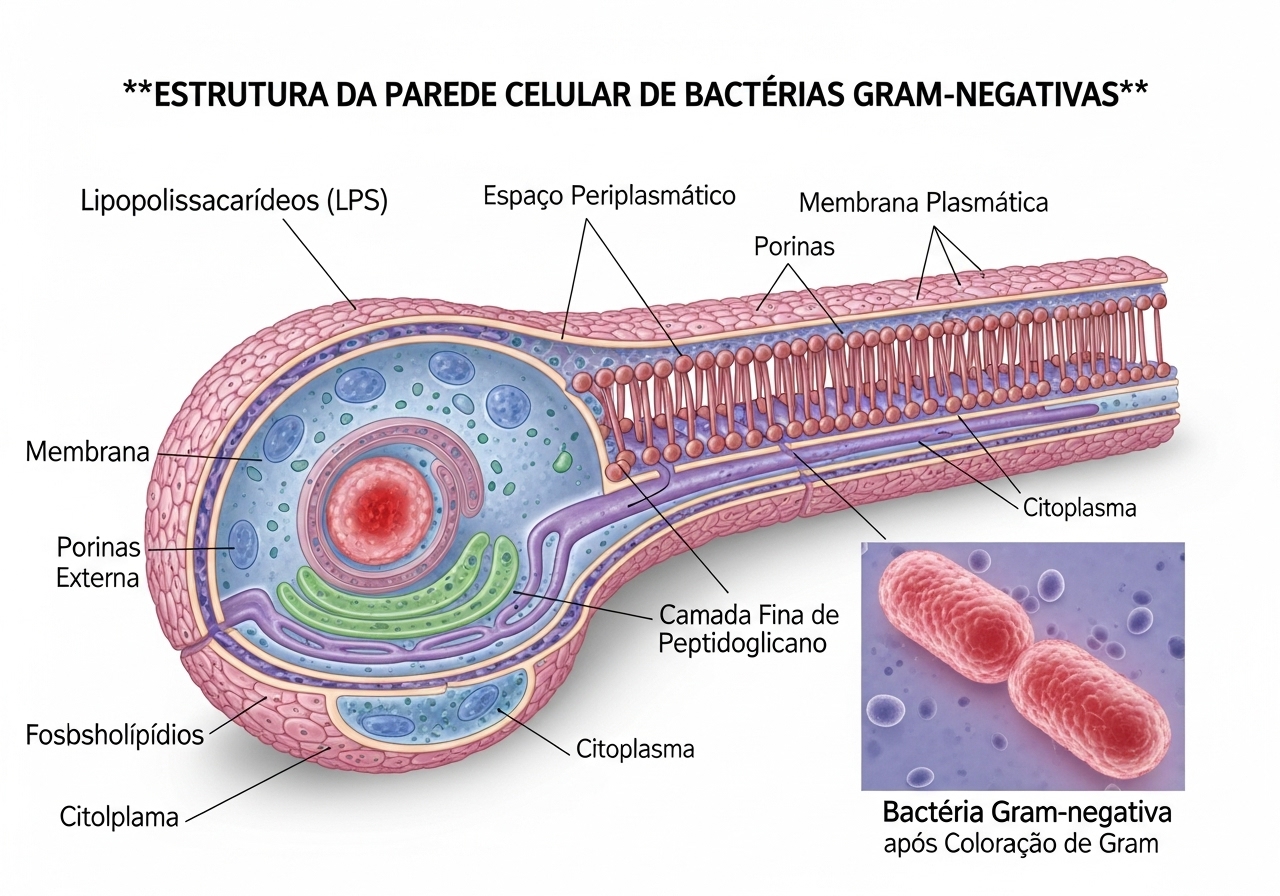 **ESTRUTURA DA PAREDE CELULAR DE BACTÉRIAS GRAM-NEGATIVAS**
Lipopolissacarídeos (LPS)
Espaço Periplasmático
Membrana Plasmática
Porinas
Membrana
Porinas
Externa
Citoplasma
Camada Fina de
Peptidoglicano
Fosbsholípídios
Citoplasma
Citolplama
Bactéria Gram-negativa
após Coloração de Gram